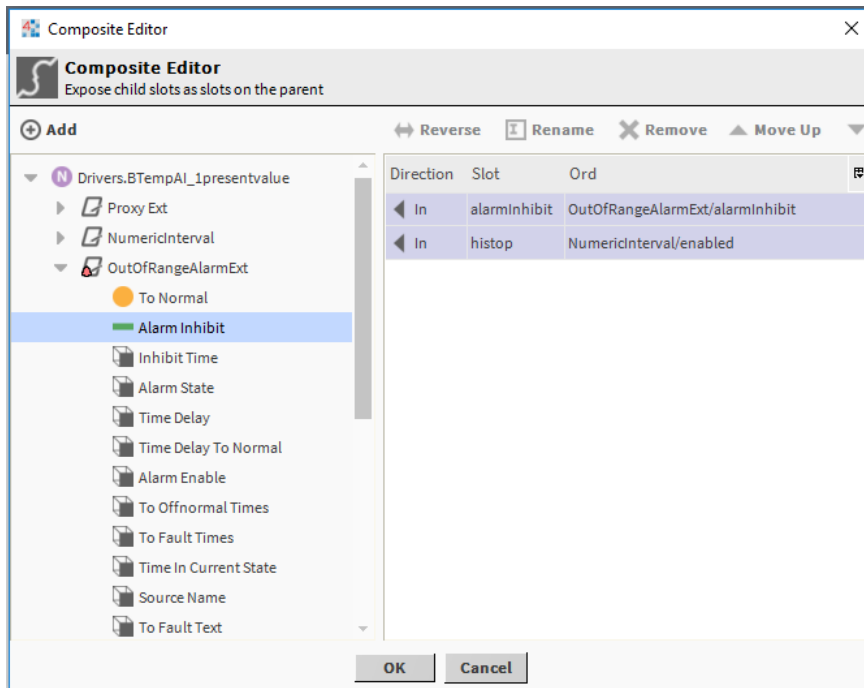 Composite Editor
Composite Editor
Expose child slots as slots on the parent
Add
Reverse Rename Remove Move Up
Drivers.BTempAI_1presentvalue
Proxy Ext
NumericInterval
OutOfRangeAlarmExt
To Normal
Alarm Inhibit
Inhibit Time
Alarm State
Time Delay
Time Delay To Normal
Alarm Enable
To Offnormal Times
To Fault Times
Time In Current State
Source Name
To Fault Text
Direction Slot Ord
In alarmInhibit OutOfRangeAlarmExt/alarmInhibit
In histop NumericInterval/enabled
OK Cancel